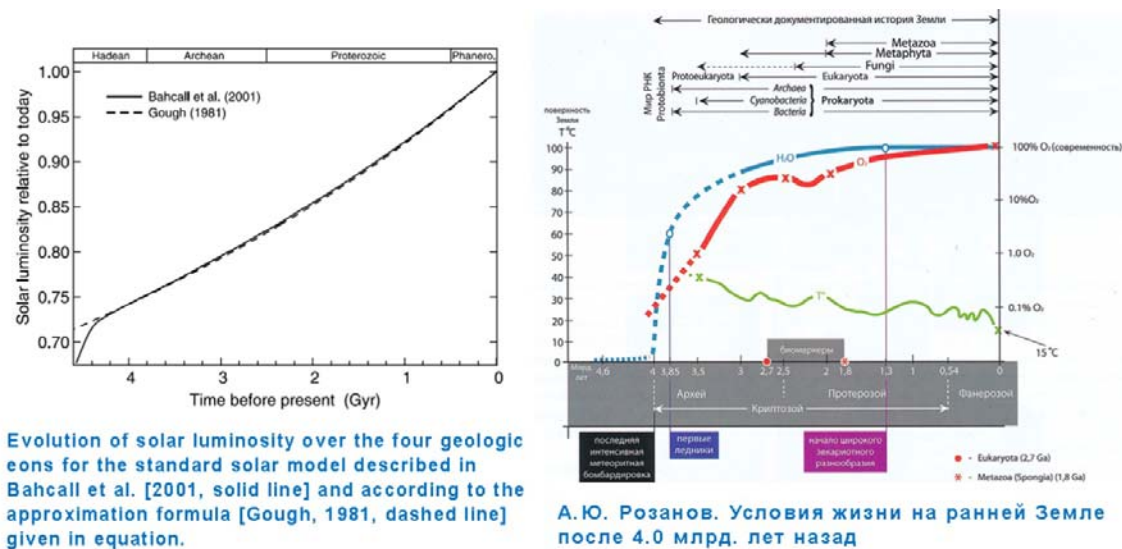 Hadean Archean Proterozoic Phanero.
1.00
0.95
0.90
0.85
0.80
0.75
0.70
Solar luminosity relative to today
Bahcall et al. (2001)
Gough (1981)
4 3 2 1 0
Time before present (Gyr)
Evolution of solar luminosity over the four geologic
eons for the standard solar model described in
Bahcall et al. [2001, solid line] and according to the
approximation formula [Gough, 1981, dashed line]
given in equation.
Геологически документированная история Земли
Metazoa
Metaphyta
Fungi
Protoeukaryota Eukaryota
Мир РНК
Protobionta
Archaea
Cyanobacteria Prokaryota
Bacteria
поверхность
Земли
T°C
100
90
80
70
60
50
40
30
20
10
0
H₂O
O₂
T°
100% O₂ (современность)
10%O₂
1.0 O₂
0.1% O₂
15°C
биомаркеры
Млрд.
лет
4,6 4 3,85 3,5 3 2,7 2,5 2 1,8 1,3 1 0,54 0
Архей Протерозой Фанерозой
Криптозой
последняя
интенсивная
метеоритная
бомбардировка
первые
ледники
начало широкого
эвкариотного
разнообразия
- Eukaryota (2,7 Ga)
- Metazoa (Spongia) (1,8 Ga)
А.Ю. Розанов. Условия жизни на ранней Земле
после 4.0 млрд. лет назад